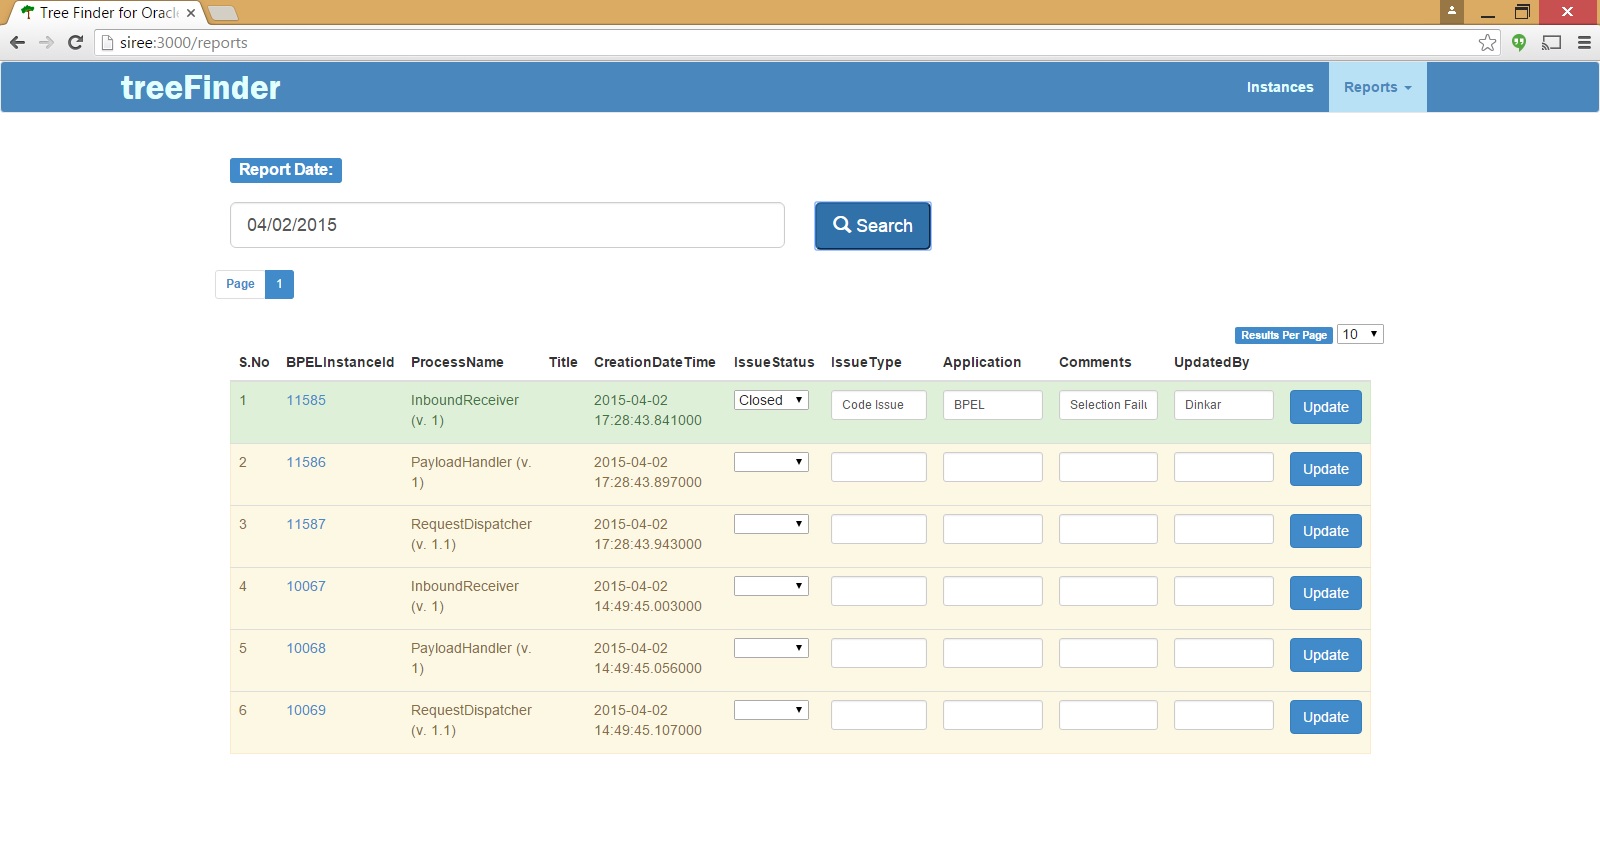 Tree Finder for Oracl
siree:3000/reports
treeFinder
Instances
Reports
Report Date:
04/02/2015
Search
Page 1
Results Per Page 10
S.No BPELInstanceId ProcessName Title CreationDateTime IssueStatus IssueType Application Comments UpdatedBy
1 11585 InboundReceiver 2015-04-02 Closed Code Issue BPEL Selection Failu Dinkar Update
(v. 1) 17:28:43.841000
2 11586 PayloadHandler (v. 2015-04-02 Update
1) 17:28:43.897000
3 11587 RequestDispatcher 2015-04-02 Update
(v. 1.1) 17:28:43.943000
4 10067 InboundReceiver 2015-04-02 Update
(v. 1) 14:49:45.003000
5 10068 PayloadHandler (v. 2015-04-02 Update
1) 14:49:45.056000
6 10069 RequestDispatcher 2015-04-02 Update
(v. 1.1) 14:49:45.107000